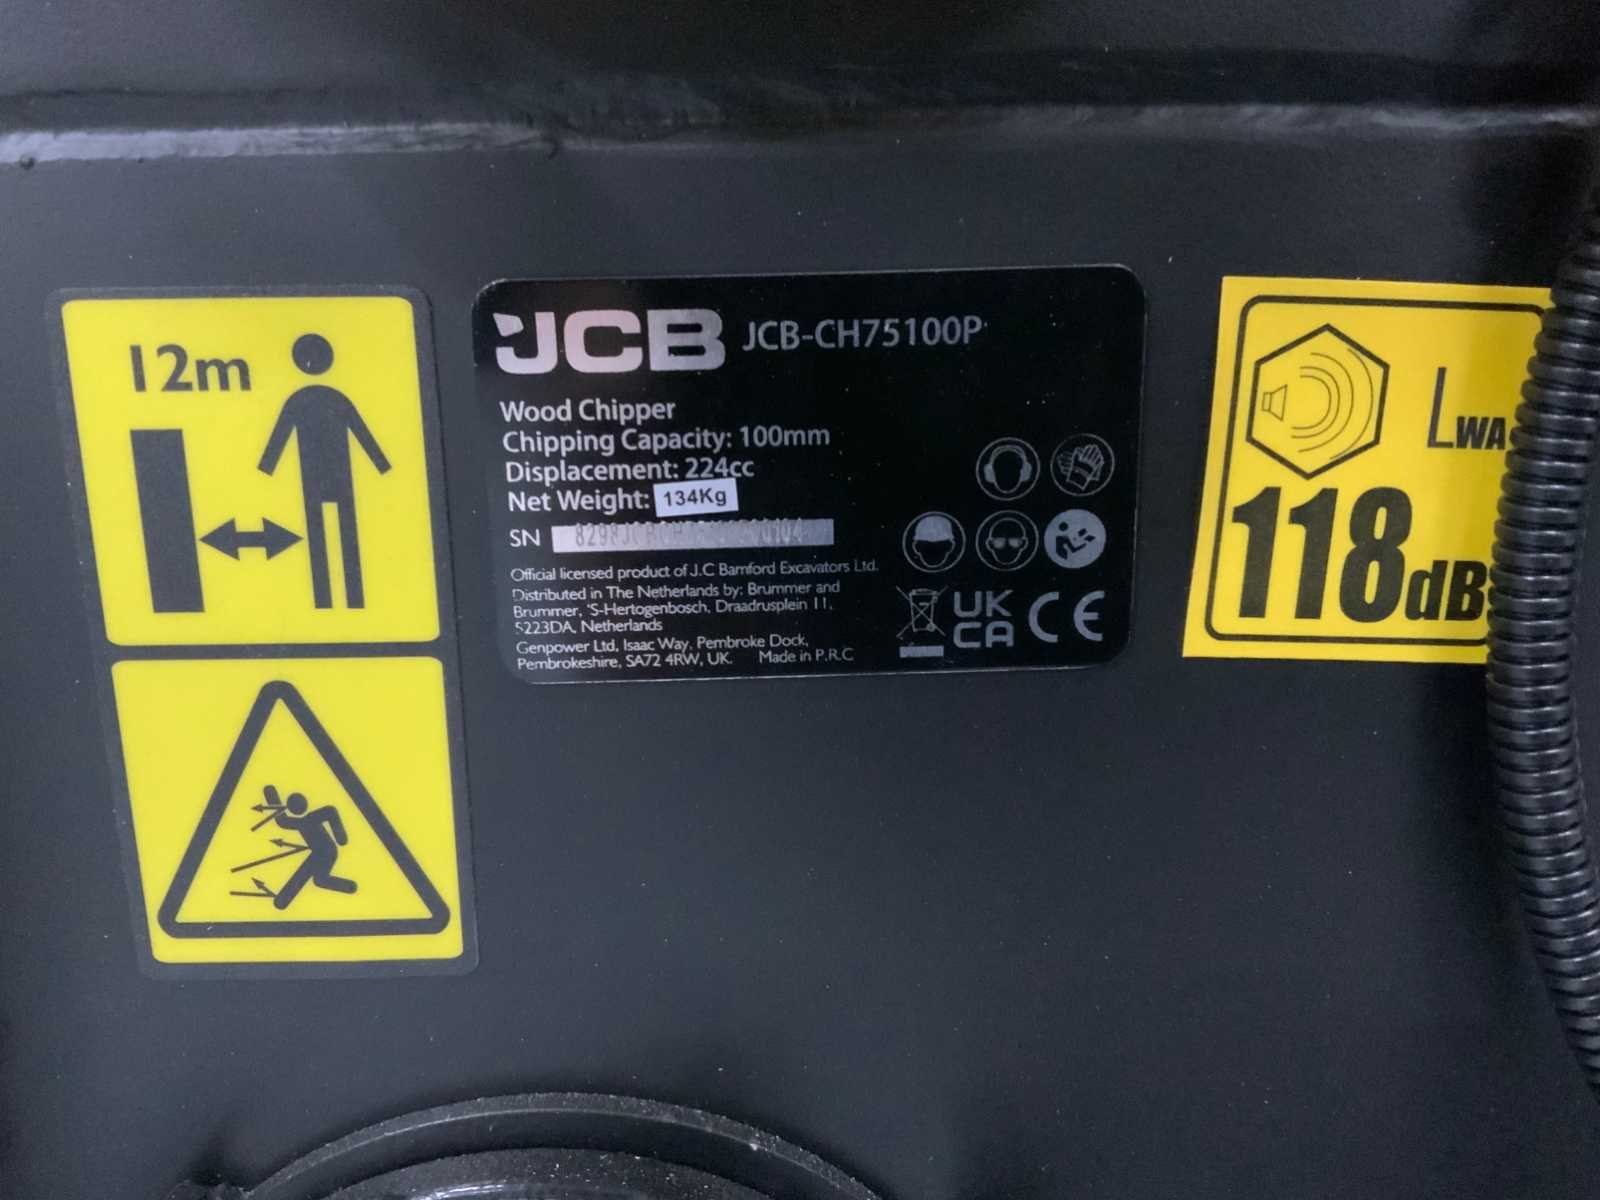 12m
JCB JCB-CH75100P
Wood Chipper
Chipping Capacity: 100mm
Displacement: 224cc
Net Weight: 134Kg
SN
Official licensed product of J.C Bamford Excavators Ltd.
Distributed in The Netherlands by: Brummer and
Brummer, 'S-Hertogenbosch, Draadrusplein 11,
5223DA, Netherlands
Genpower Ltd, Isaac Way, Pembroke Dock,
Pembrokeshire, SA72 4RW, UK. Made in P.R.C
UK
CA CE
LWA
118dB